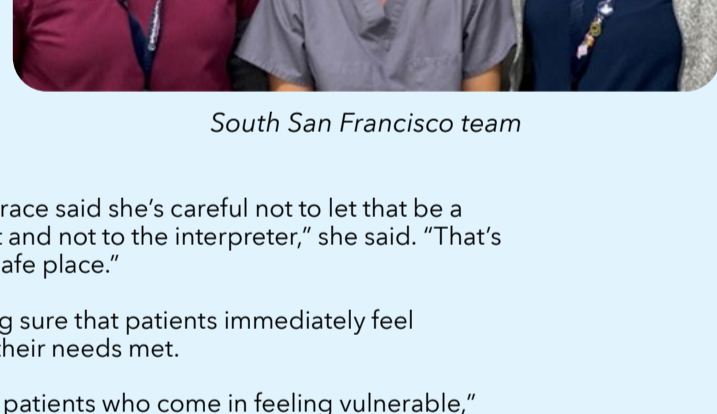 South San Francisco team
race said she’s careful not to let that be a
and not to the interpreter,” she said. “That’s
afe place.”
g sure that patients immediately feel
their needs met.
patients who come in feeling vulnerable,”